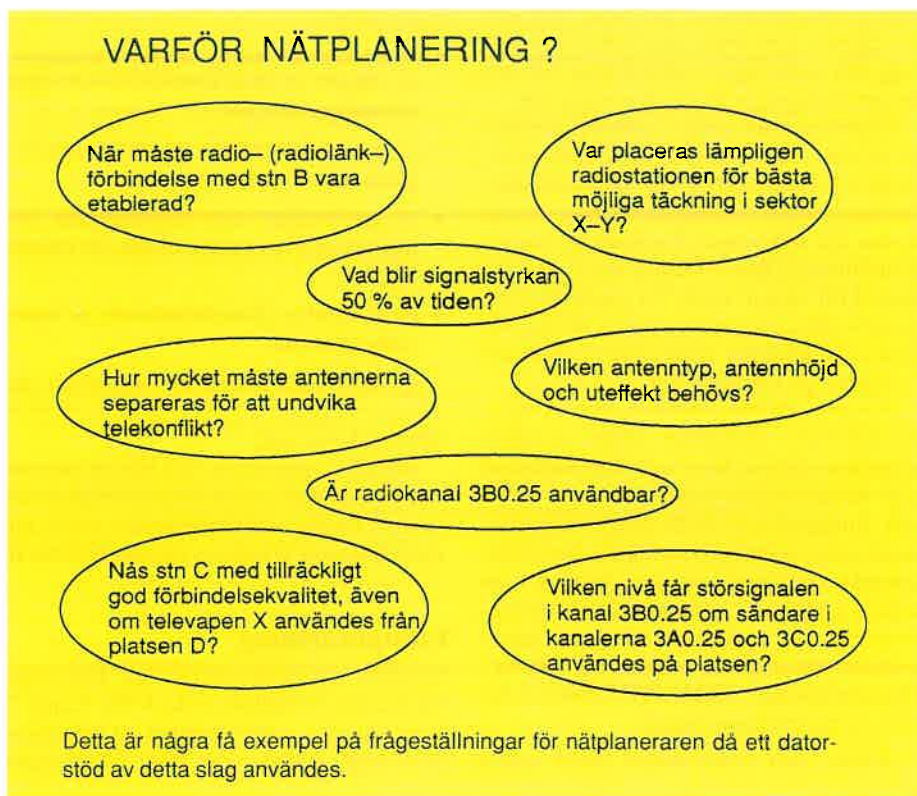 VARFÖR NÄTPLANERING ?
När måste radio– (radiolänk–)
förbindelse med stn B vara
etablerad?
Var placeras lämpligen
radiostationen för bästa
möjliga täckning i sektor
X–Y?
Vad blir signalstyrkan
50 % av tiden?
Hur mycket måste antennerna
separeras för att undvika
telekonflikt?
Vilken antenntyp, antennhöjd
och uteffekt behövs?
Är radiokanal 3B0.25 användbar?
Nås stn C med tillräckligt
god förbindelsekvalitet, även
om televapen X användes från
platsen D?
Vilken nivå får störsignalen
i kanal 3B0.25 om sändare i
kanalerna 3A0.25 och 3C0.25
användes på platsen?
Detta är några få exempel på frågeställningar för nätplaneraren då ett dator-
stöd av detta slag användes.